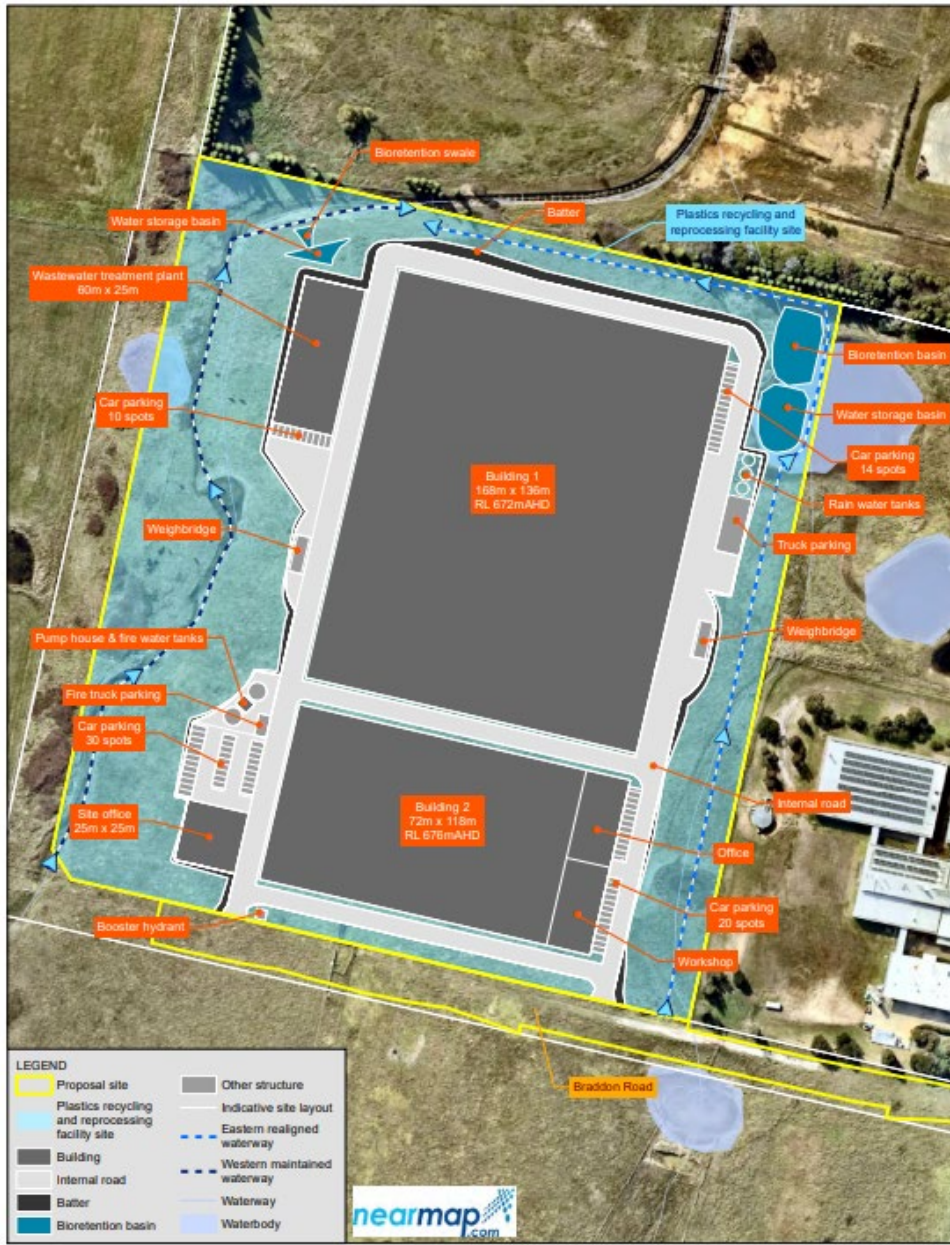 Bioretention swale
Water storage basin
Batter
Plastics recycling and
reprocessing facility site
Wastewater treatment plant
60m x 25m
Bioretention basin
Car parking
10 spots
Water storage basin
Car parking
14 spots
Building 1
168m x 136m
RL 672mAHD
Rain water tanks
Weighbridge
Truck parking
Weighbridge
Pump house & fire water tanks
Fire truck parking
Car parking
30 spots
Internal road
Site office
25m x 25m
Building 2
72m x 118m
RL 676mAHD
Office
Car parking
20 spots
Booster hydrant
Workshop
Braddon Road
LEGEND
Proposal site
Plastics recycling
and reprocessing
facility site
Building
Internal road
Batter
Bioretention basin
Other structure
Indicative site layout
Eastern realigned
waterway
Western maintained
waterway
Waterway
Waterbody
nearmap
.com